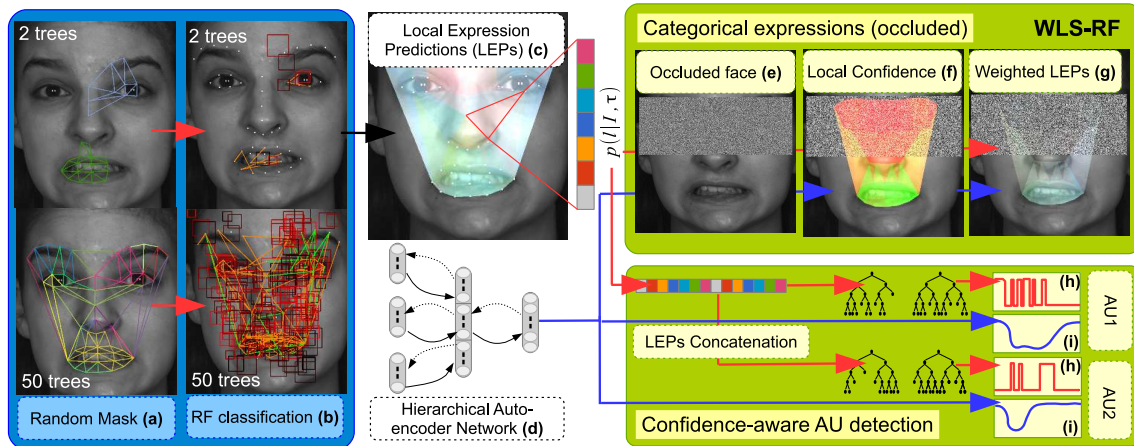 2 trees
2 trees
50 trees
50 trees
Random Mask (a)
RF classification (b)
Local Expression
Predictions (LEPs) (c)
p(l|I, τ)
Hierarchical Auto-
encoder Network (d)
Categorical expressions (occluded)
WLS-RF
Occluded face (e)
Local Confidence (f)
Weighted LEPs (g)
LEPs Concatenation
(h)
(i)
AU1
(h)
(i)
AU2
Confidence-aware AU detection